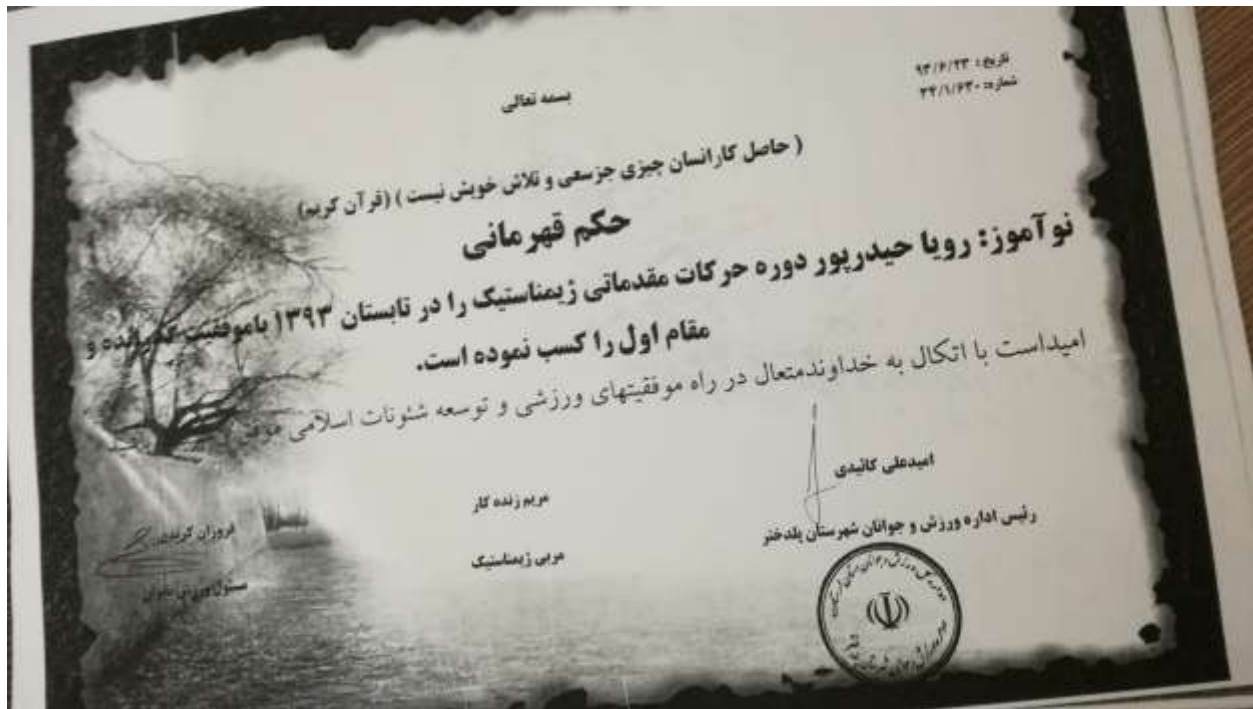 تاریخ: ۹۳/۶/۲۳
شماره: ۳۴/۱/۶۳۰
بسمه تعالی
( حاصل کارانسان چیزی جزسعی و تلاش خویش نیست ) (قرآن کریم)
حکم قهرمانی
نوآموز: رویا حیدرپور دوره حرکات مقدماتی ژیمناستیک را در تابستان ۱۳۹۳ باموفقیت گذرانده و
مقام اول را کسب نموده است.
امیداست با اتکال به خداوندمتعال در راه موفقیتهای ورزشی و توسعه شئونات اسلامی
امیدعلی کائیدی
رئیس اداره ورزش و جوانان شهرستان پلدختر
مریم زنده کار
مربی ژیمناستیک
فروزان
مسئول ورزش بانوان